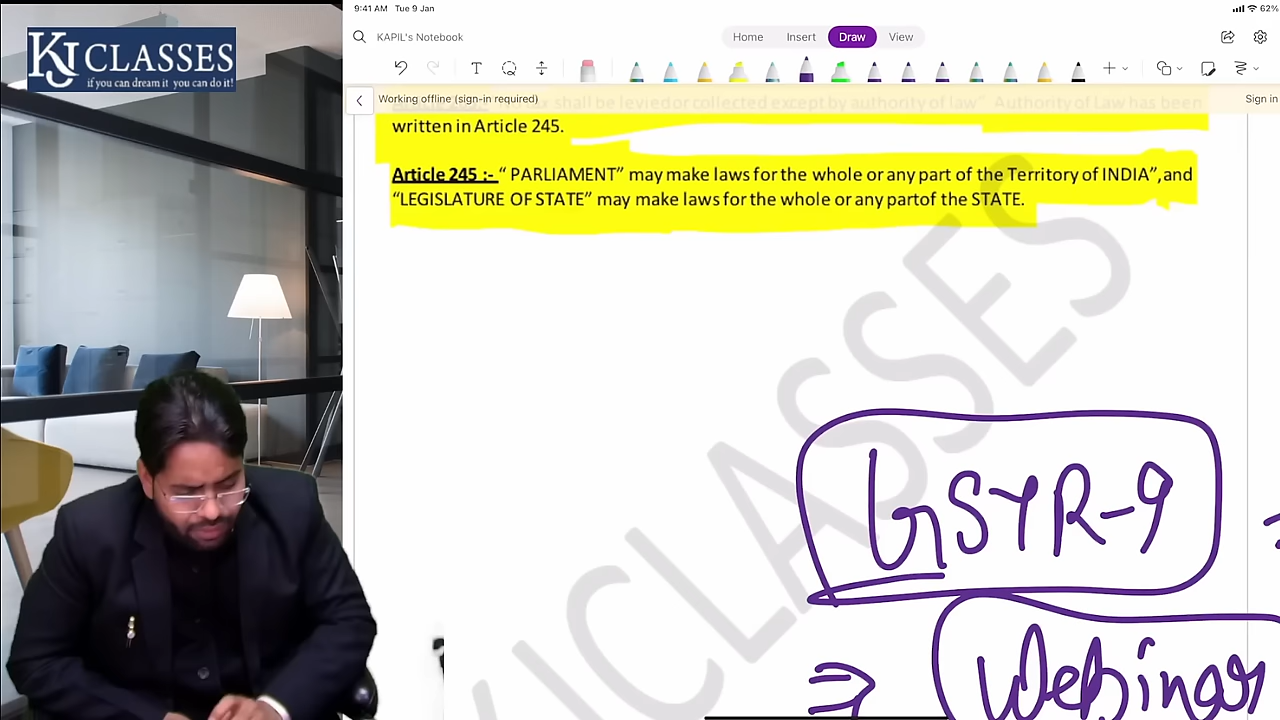 9:41 AM Tue 9 Jan
62%
KJ CLASSES
if you can dream it you can do it!
KAPIL's Notebook
Home Insert Draw View
Working offline (sign-in required)
Sign in
shall be levied or collected except by authority of law" Authority of Law has been
written in Article 245.
Article 245 :- “ PARLIAMENT” may make laws for the whole or any part of the Territory of INDIA”,and
“LEGISLATURE OF STATE” may make laws for the whole or any partof the STATE.
KJCLASSES
GSTR-9
⇒ Webinar